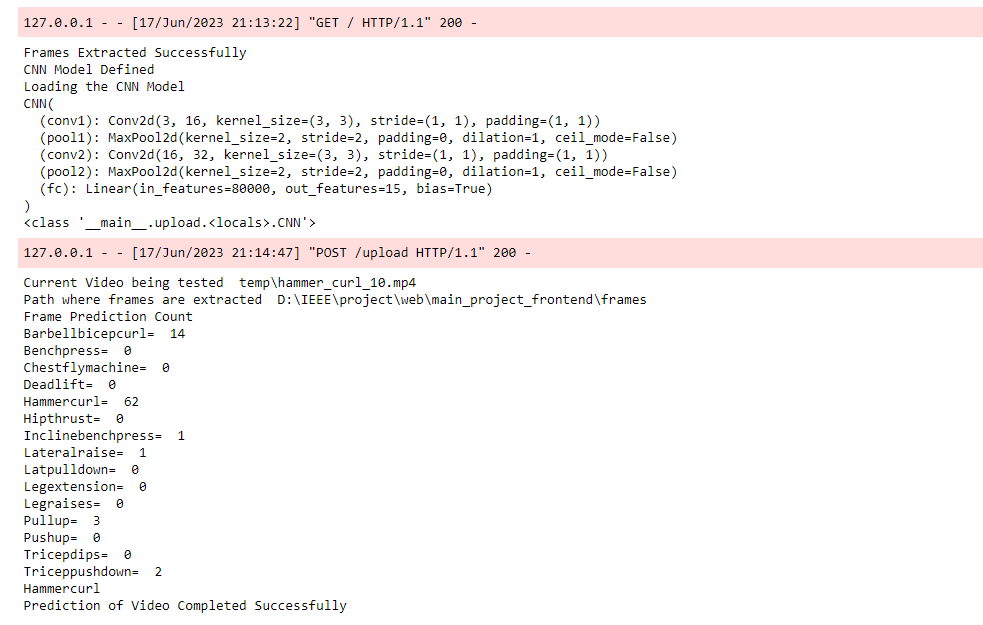 127.0.0.1 - - [17/Jun/2023 21:13:22] "GET / HTTP/1.1" 200 -
Frames Extracted Successfully
CNN Model Defined
Loading the CNN Model
CNN(
  (conv1): Conv2d(3, 16, kernel_size=(3, 3), stride=(1, 1), padding=(1, 1))
  (pool1): MaxPool2d(kernel_size=2, stride=2, padding=0, dilation=1, ceil_mode=False)
  (conv2): Conv2d(16, 32, kernel_size=(3, 3), stride=(1, 1), padding=(1, 1))
  (pool2): MaxPool2d(kernel_size=2, stride=2, padding=0, dilation=1, ceil_mode=False)
  (fc): Linear(in_features=80000, out_features=15, bias=True)
)
<class '__main__.upload.<locals>.CNN'>
127.0.0.1 - - [17/Jun/2023 21:14:47] "POST /upload HTTP/1.1" 200 -
Current Video being tested  temp\hammer_curl_10.mp4
Path where frames are extracted  D:\IEEE\project\web\main_project_frontend\frames
Frame Prediction Count
Barbellbicepcurl=  14
Benchpress=  0
Chestflymachine=  0
Deadlift=  0
Hammercurl=  62
Hipthrust=  0
Inclinebenchpress=  1
Lateralraise=  1
Latpulldown=  0
Legextension=  0
Legraises=  0
Pullup=  3
Pushup=  0
Tricepdips=  0
Triceppushdown=  2
Hammercurl
Prediction of Video Completed Successfully